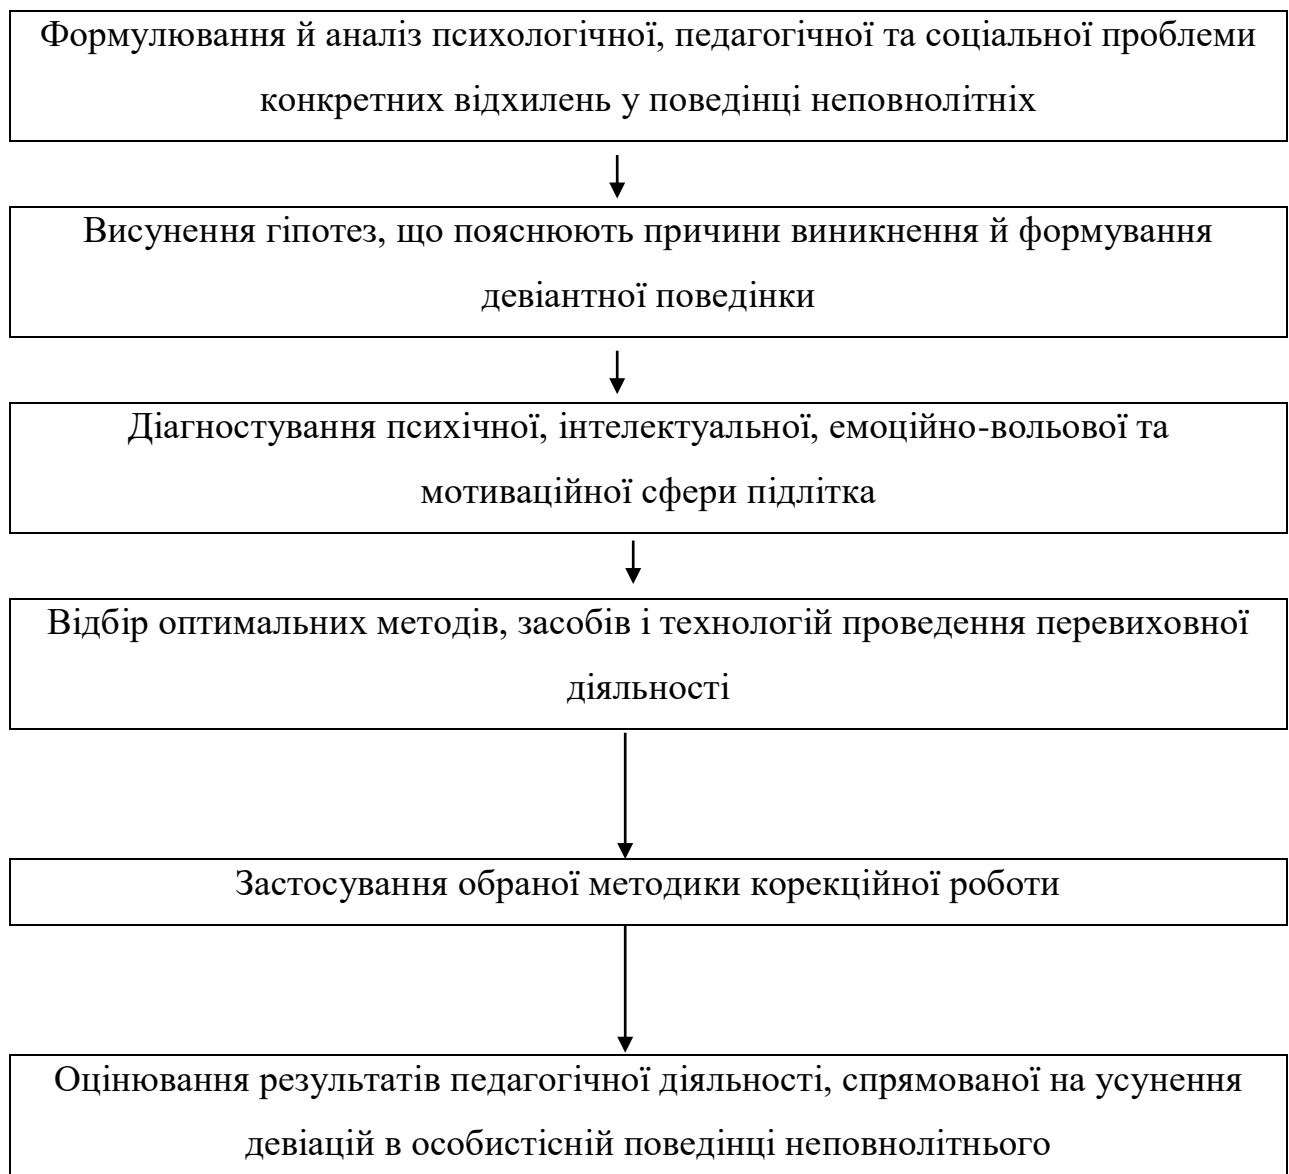 Формулювання й аналіз психологічної, педагогічної та соціальної проблеми
конкретних відхилень у поведінці неповнолітніх
Висунення гіпотез, що пояснюють причини виникнення й формування
девіантної поведінки
Діагностування психічної, інтелектуальної, емоційно-вольової та
мотиваційної сфери підлітка
Відбір оптимальних методів, засобів і технологій проведення перевиховної
діяльності
Застосування обраної методики корекційної роботи
Оцінювання результатів педагогічної діяльності, спрямованої на усунення
девіацій в особистісній поведінці неповнолітнього